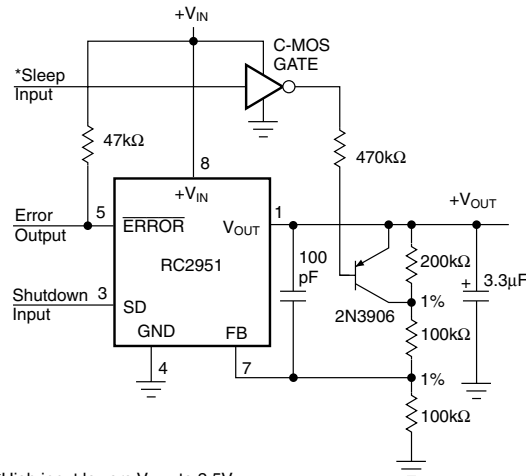 +VIN
C-MOS
GATE
*Sleep
Input
47kΩ
470kΩ
8
+VIN
Error
Output
5
ERROR
VOUT
1
+VOUT
RC2951
100
pF
200kΩ
+
3.3µF
Shutdown
Input
3
SD
2N3906
1%
GND
FB
100kΩ
4
7
1%
100kΩ